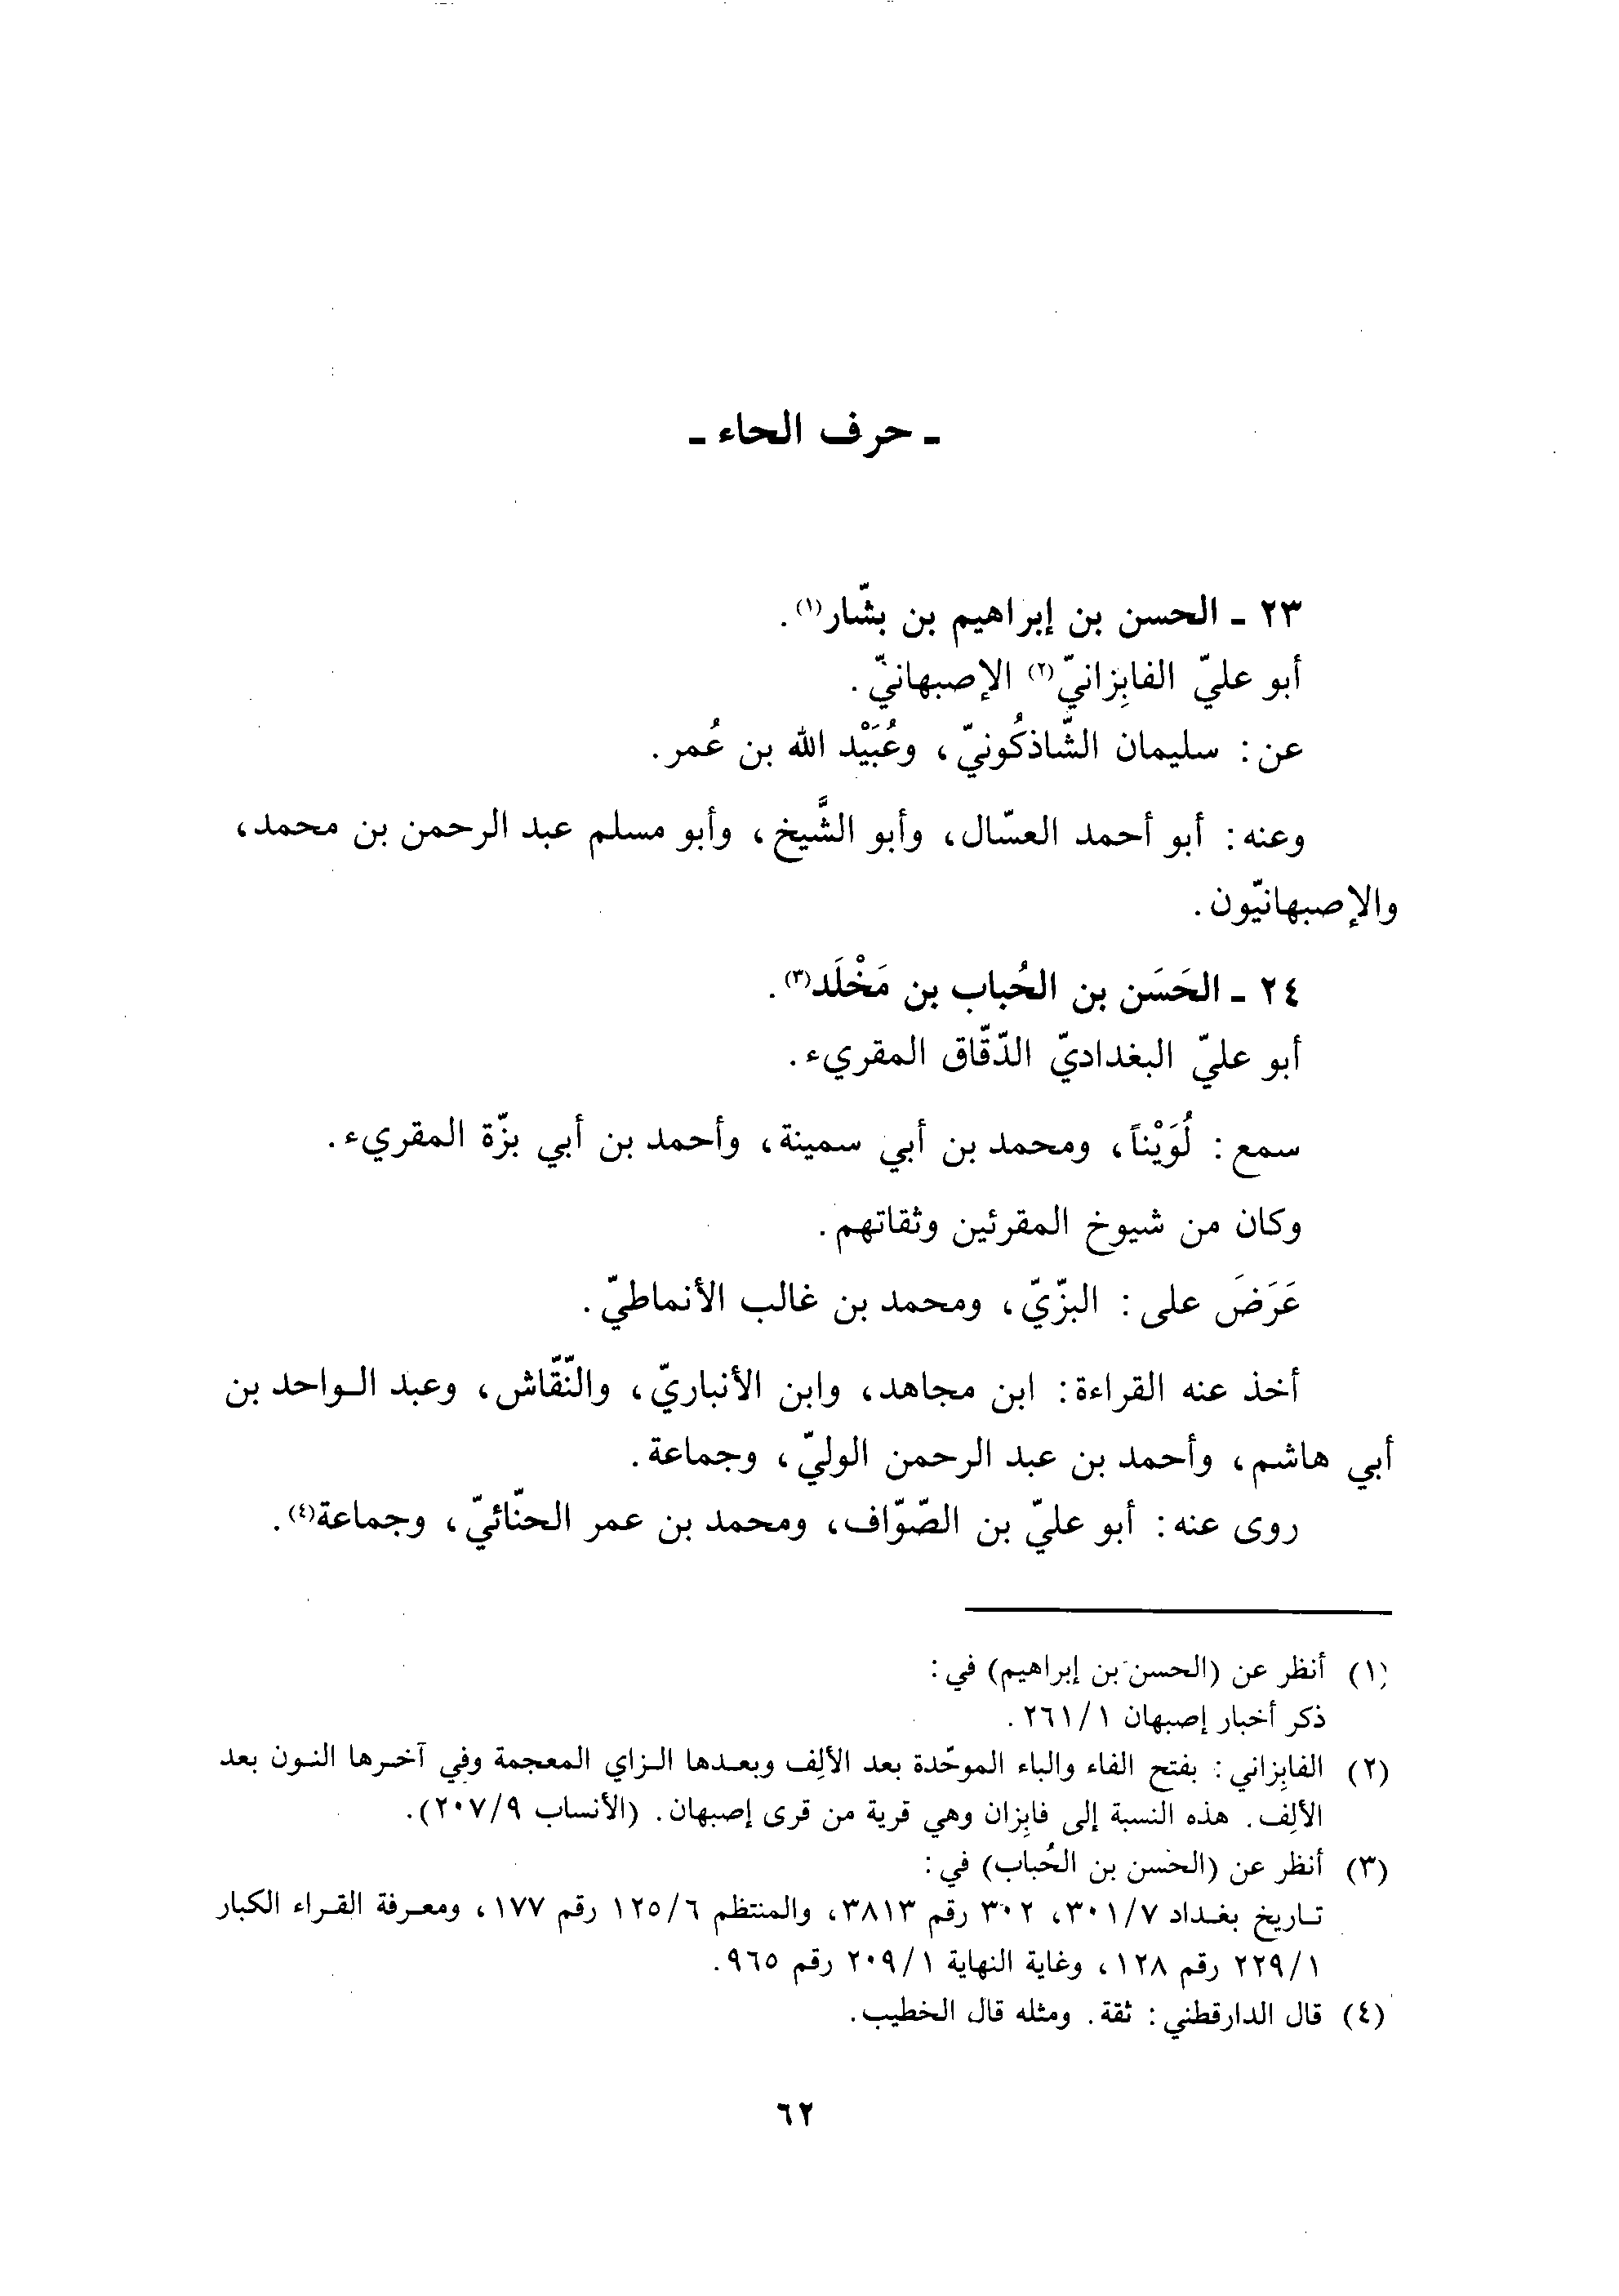 ـ حرف الحاء ـ
٢٣ ـ الحسن بن إبراهيم بن بشّار(١).
أبو عليّ الفابِزانيّ(٢) الإصبهانيّ.
عن: سليمان الشّاذكُونيّ، وعُبَيْد الله بن عُمر.
وعنه: أبو أحمد العسّال، وأبو الشَّيخ، وأبو مسلم عبد الرحمن بن محمد،
والإصبهانيّون.
٢٤ ـ الحَسَن بن الحُباب بن مَخْلَد(٣).
أبو عليّ البغداديّ الدّقّاق المقريء.
سمع: لُوَيْناً، ومحمد بن أبي سمينة، وأحمد بن أبي بزّة المقريء.
وكان من شيوخ المقرئين وثقاتهم.
عَرَضَ على: البزّيّ، ومحمد بن غالب الأنماطيّ.
أخذ عنه القراءة: ابن مجاهد، وابن الأنباريّ، والنّقّاش، وعبد الواحد بن
أبي هاشم، وأحمد بن عبد الرحمن الوليّ، وجماعة.
روى عنه: أبو عليّ بن الصّوّاف، ومحمد بن عمر الحنّائيّ، وجماعة(٤).
(١) أنظر عن (الحسن بن إبراهيم) في:
ذكر أخبار إصبهان ٢٦١/١.
(٢) الفابِزاني: بفتح الفاء والباء الموحّدة بعد الألِف وبعدها الزاي المعجمة وفي آخرها النون بعد
الألِف. هذه النسبة إلى فابِزان وهي قرية من قرى إصبهان. (الأنساب ٢٠٧/٩).
(٣) أنظر عن (الحسن بن الحُباب) في:
تاريخ بغداد ٣٠١/٧، ٣٠٢ رقم ٣٨١٣، والمنتظم ١٢٥/٦ رقم ١٧٧، ومعرفة القراء الكبار
٢٢٩/١ رقم ١٢٨، وغاية النهاية ٢٠٩/١ رقم ٩٦٥.
(٤) قال الدارقطني: ثقة. ومثله قال الخطيب.
٦٢